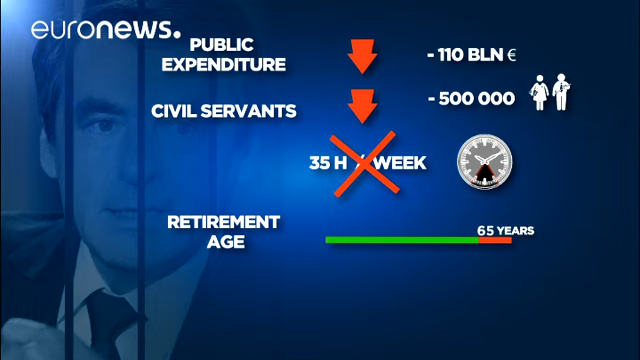 euronews.
PUBLIC
EXPENDITURE
- 110 BLN €
CIVIL SERVANTS
- 500 000
35 H / WEEK
RETIREMENT
AGE
65 YEARS